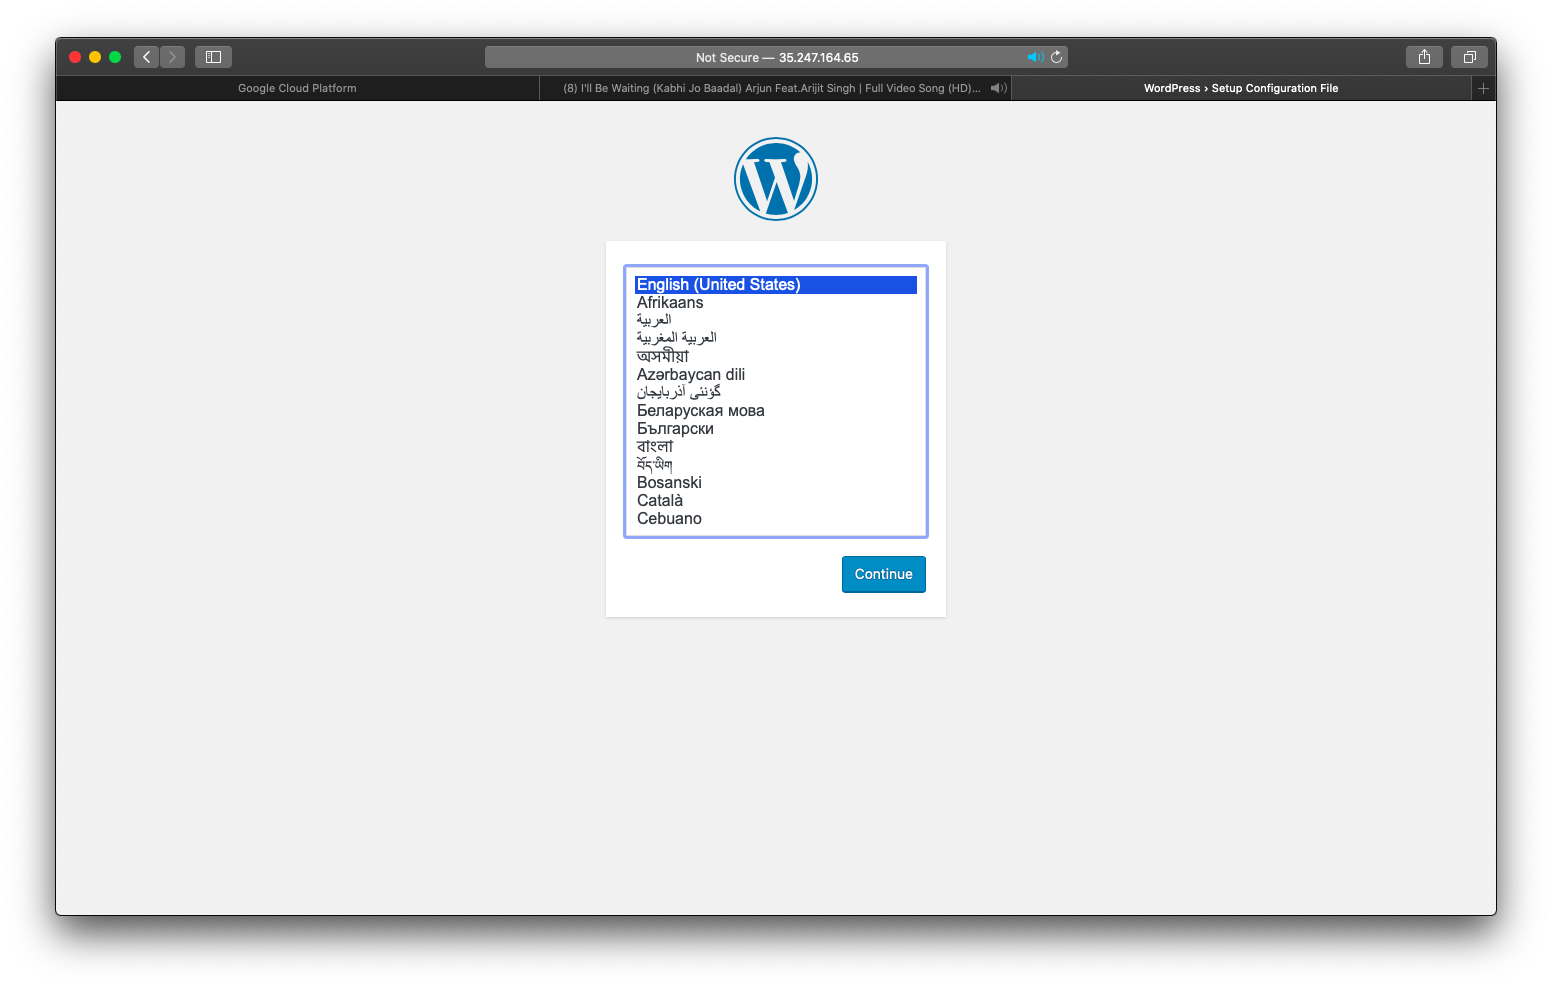 Not Secure — 35.247.164.65
Google Cloud Platform
(8) I'll Be Waiting (Kabhi Jo Baadal) Arjun Feat.Arijit Singh | Full Video Song (HD)...
WordPress › Setup Configuration File
English (United States)
Afrikaans
العربية
العربية المغربية
অসমীয়া
Azərbaycan dili
گؤنئی آذربایجان
Беларуская мова
Български
বাংলা
བོད་ཡིག
Bosanski
Català
Cebuano
Continue